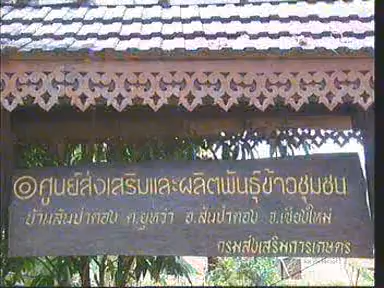 ศูนย์ส่งเสริมและผลิตพันธุ์ข้าวชุมชน
บ้านสันป่าตอง ต.ยุหว่า อ.สันป่าตอง จ.เชียงใหม่
กรมส่งเสริมการเกษตร